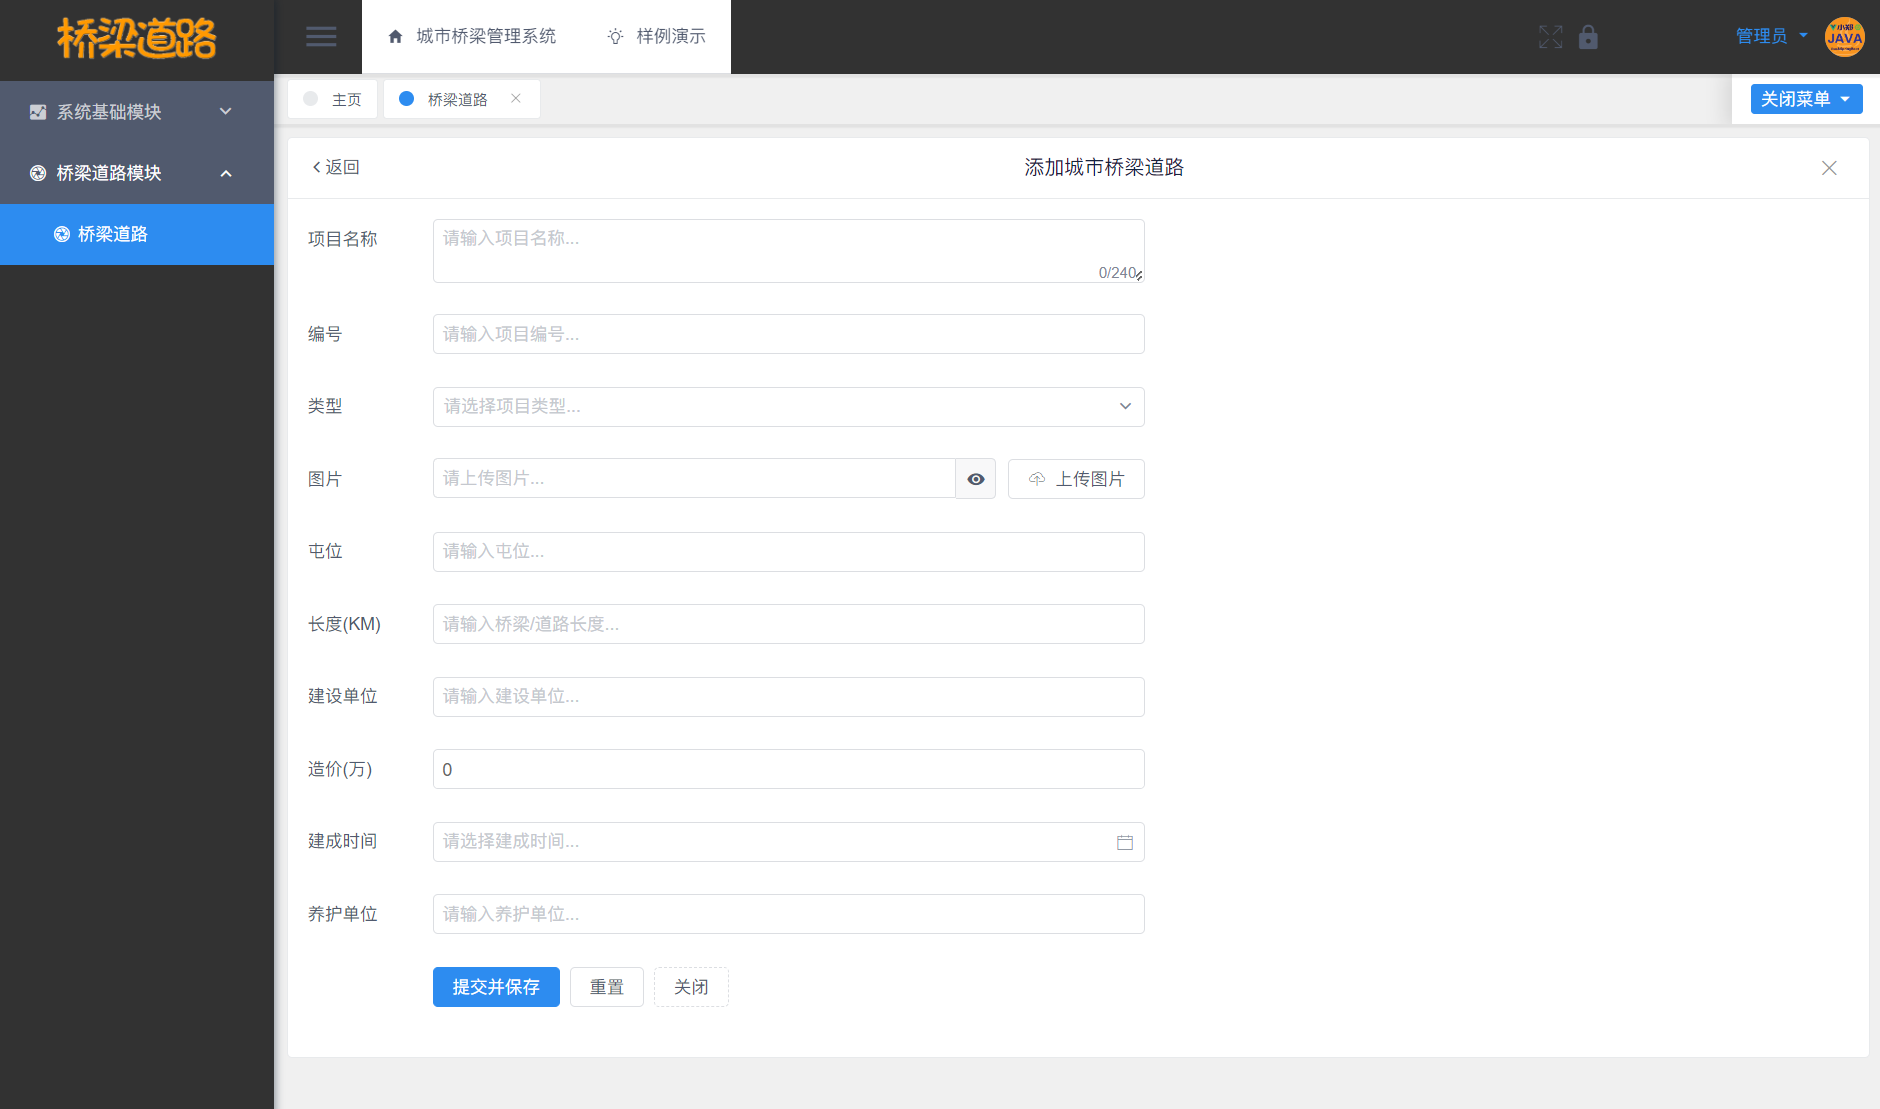 桥梁道路
城市桥梁管理系统
样例演示
管理员
小郑
JAVA
系统基础模块
桥梁道路模块
桥梁道路
主页
桥梁道路
关闭菜单
返回
添加城市桥梁道路
项目名称
请输入项目名称...
0/240
编号
请输入项目编号...
类型
请选择项目类型...
图片
请上传图片...
上传图片
屯位
请输入屯位...
长度(KM)
请输入桥梁/道路长度...
建设单位
请输入建设单位...
造价(万)
0
建成时间
请选择建成时间...
养护单位
请输入养护单位...
提交并保存
重置
关闭